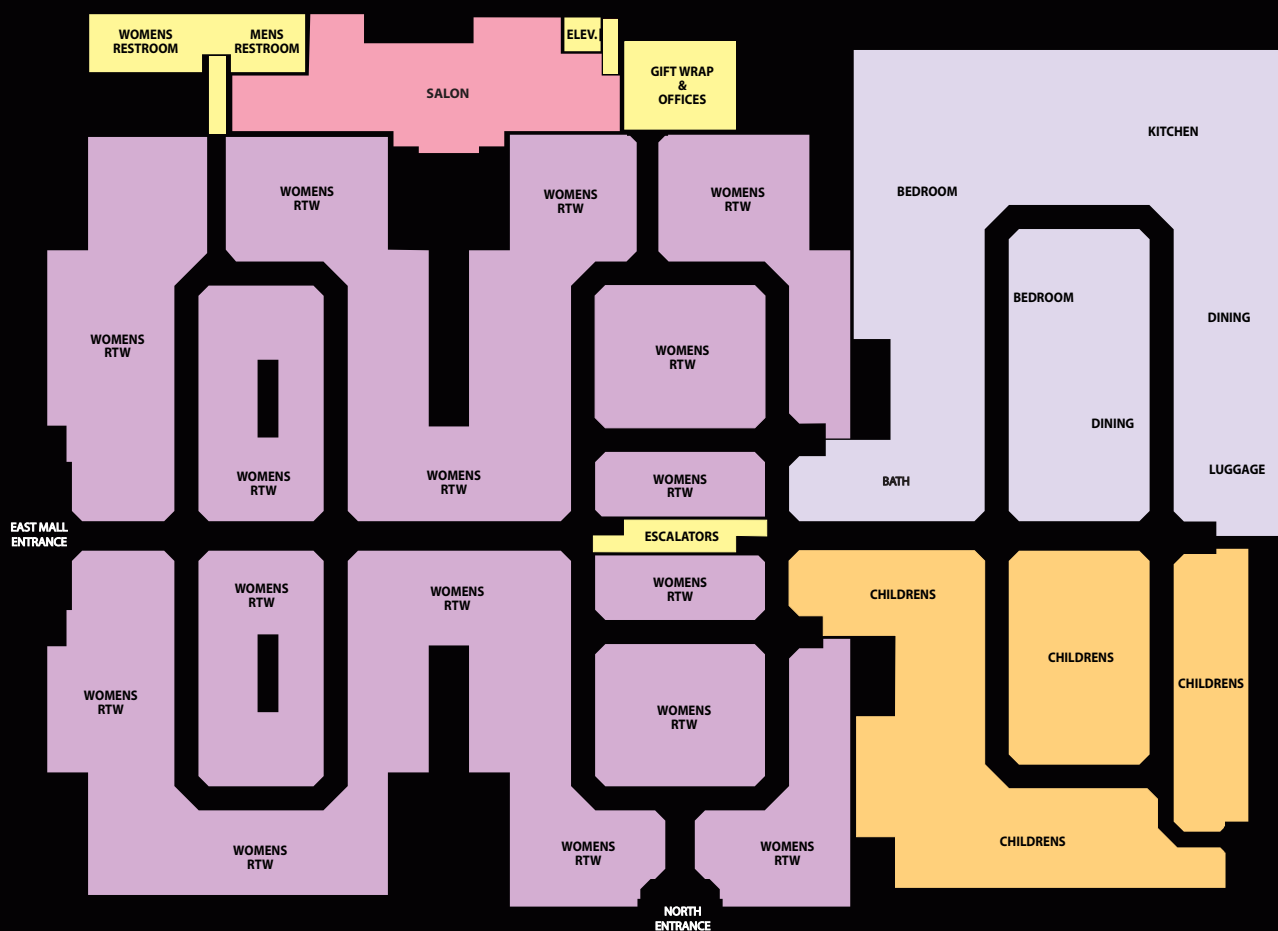 WOMENS
RESTROOM
MENS
RESTROOM
SALON
ELEV.
GIFT WRAP
&
OFFICES
KITCHEN
BEDROOM
WOMENS
RTW
WOMENS
RTW
WOMENS
RTW
BEDROOM
DINING
WOMENS
RTW
WOMENS
RTW
DINING
LUGGAGE
WOMENS
RTW
WOMENS
RTW
WOMENS
RTW
BATH
EAST MALL
ENTRANCE
ESCALATORS
WOMENS
RTW
WOMENS
RTW
WOMENS
RTW
CHILDRENS
CHILDRENS
CHILDRENS
WOMENS
RTW
WOMENS
RTW
WOMENS
RTW
WOMENS
RTW
WOMENS
RTW
CHILDRENS
NORTH
ENTRANCE